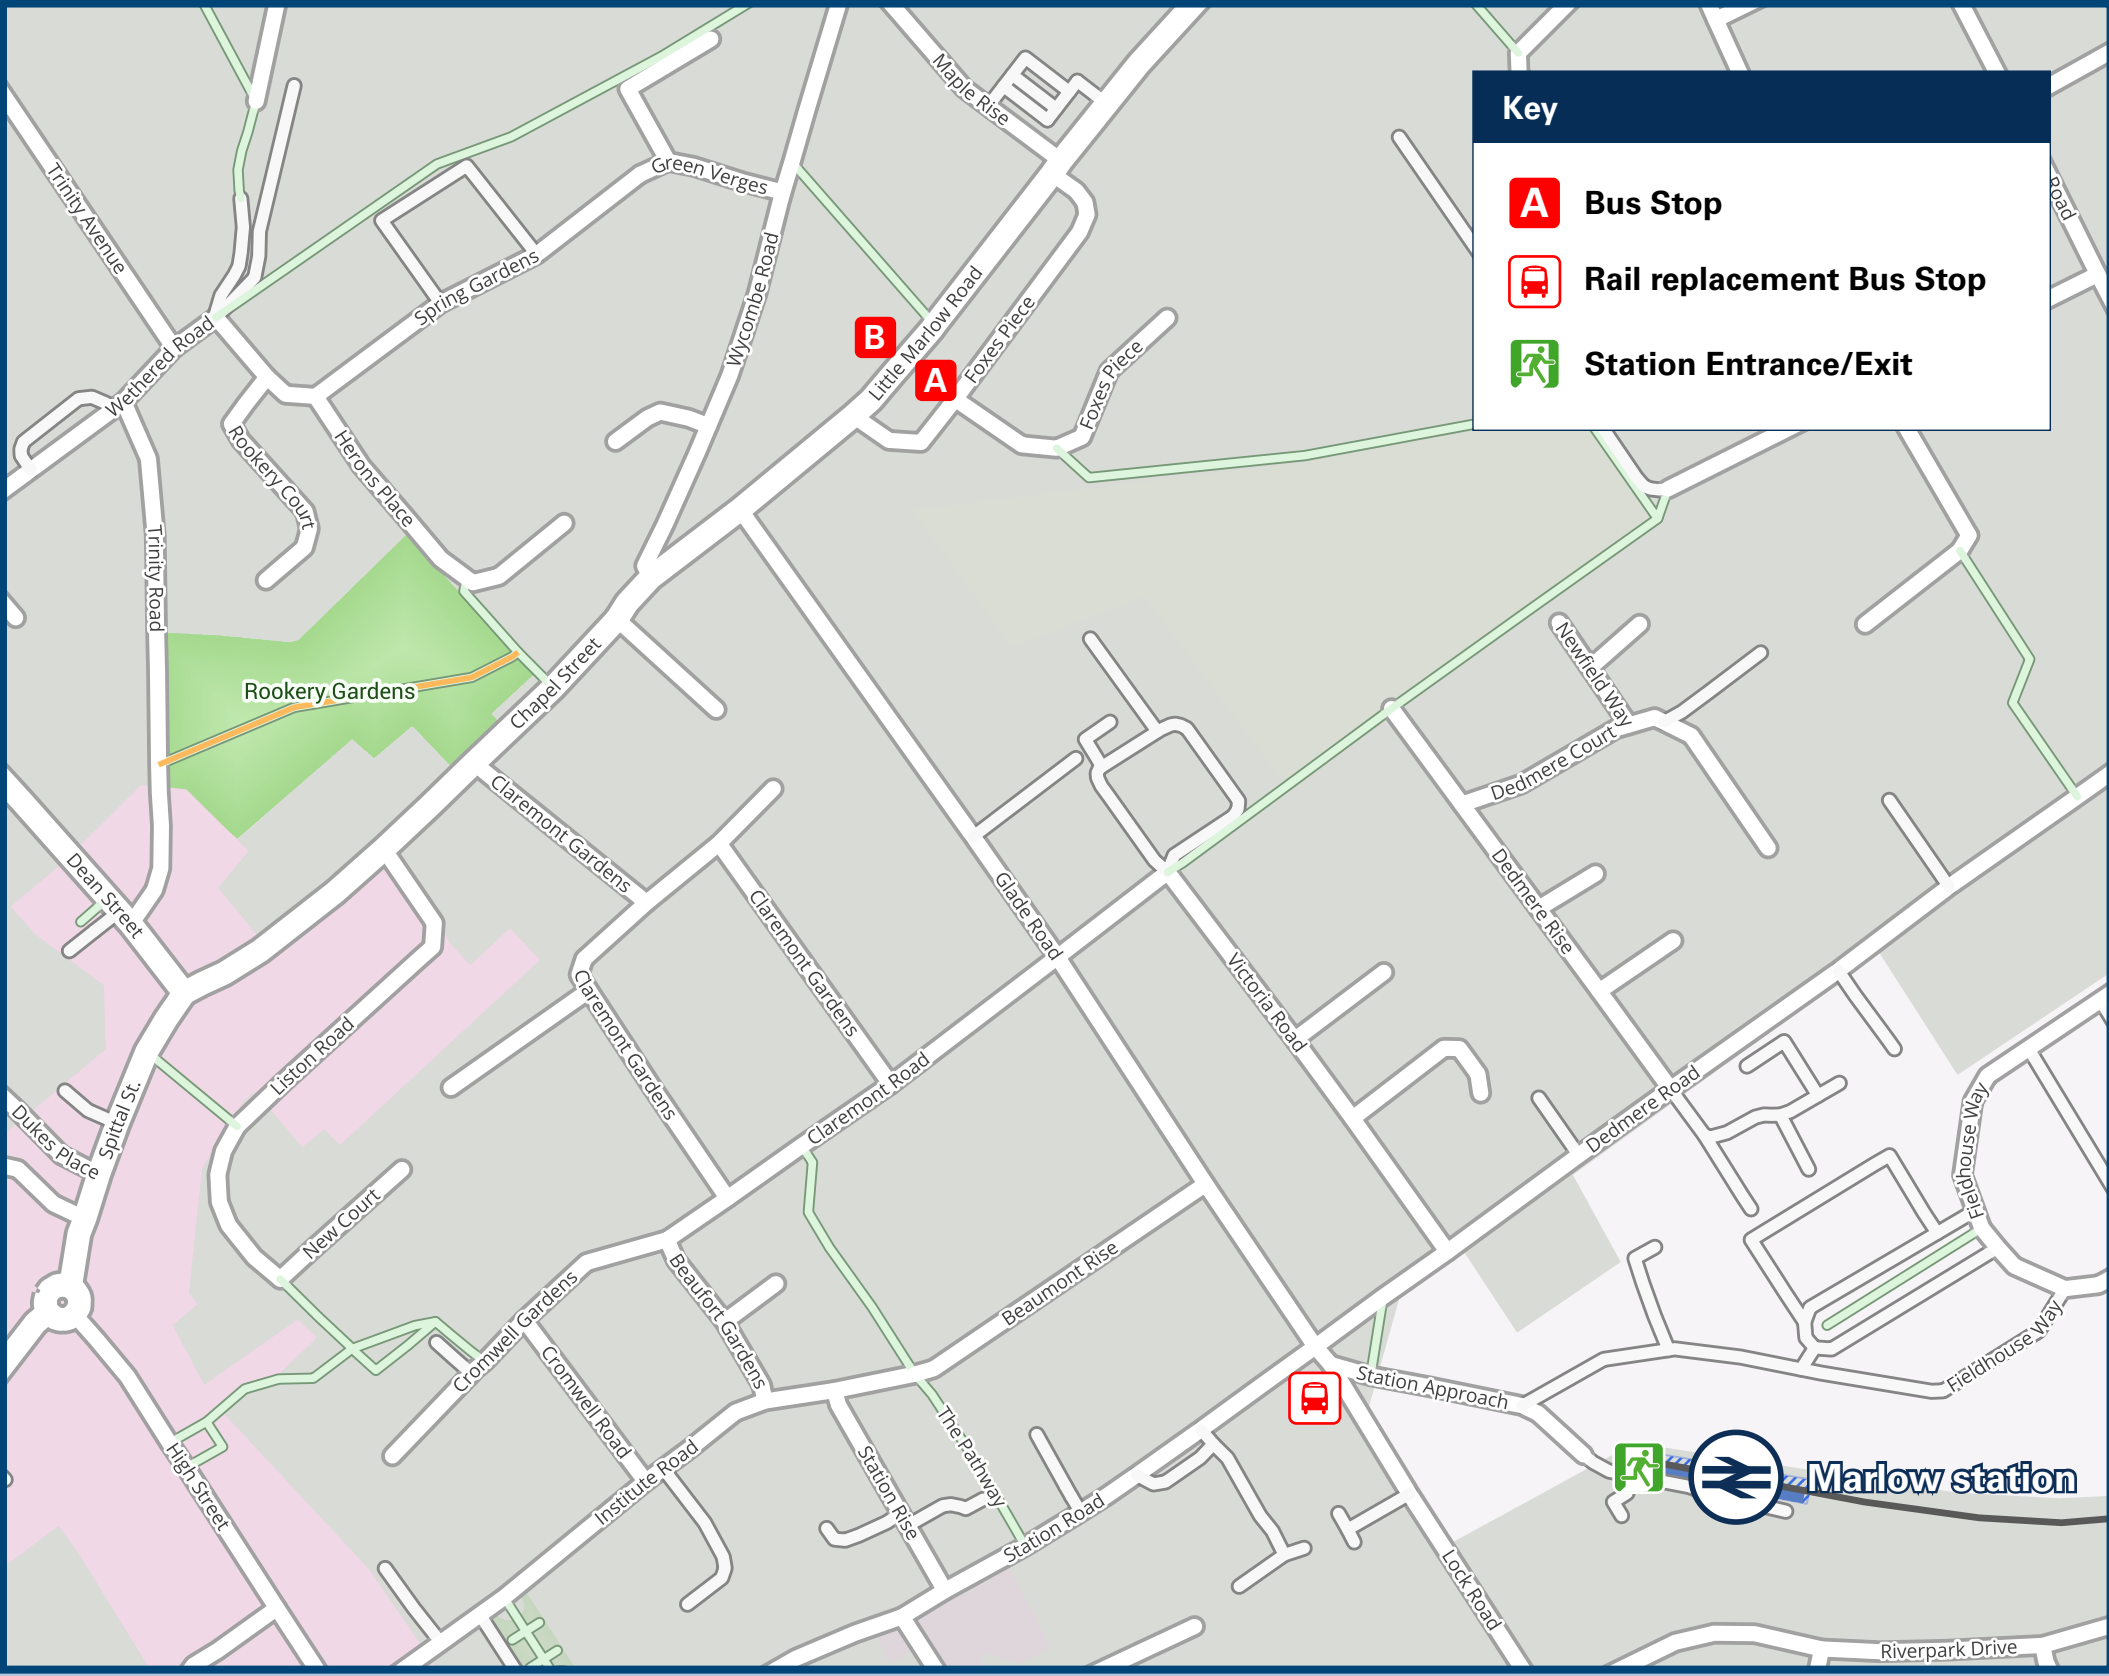 Key
A
Bus Stop
Rail replacement Bus Stop
Station Entrance/Exit
Maple Rise
Green Verges
Trinity Avenue
Road
Spring Gardens
Wycombe Road
Little Marlow Road
Foxes Piece
B
A
Foxes Piece
Wethered Road
Rookery Court
Herons Place
Trinity Road
Rookery Gardens
Chapel Street
Newfield Way
Dedmere Court
Claremont Gardens
Dean Street
Glade Road
Dedmere Rise
Claremont Gardens
Victoria Road
Claremont Gardens
Liston Road
Claremont Road
Dedmere Road
Spittal St.
Dukes Place
Fieldhouse Way
New Court
Beaufort Gardens
Beaumont Rise
Cromwell Gardens
Cromwell Road
Station Approach
Fieldhouse Way
The Pathway
High Street
Institute Road
Station Rise
Station Road
Marlow station
Lock Road
Riverpark Drive